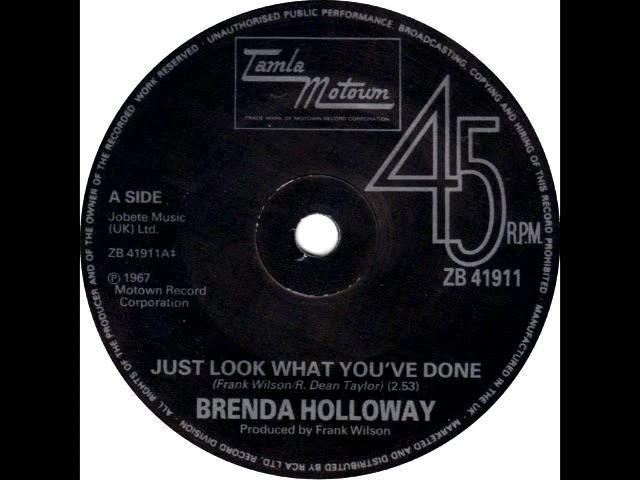 UNAUTHORISED PUBLIC PERFORMANCE, BROADCASTING, COPYING AND HIRING OF THIS RECORD PROHIBITED · MANUFACTURED IN THE UK · MARKETED AND DISTRIBUTED BY RCA LTD. RECORD DIVISION · ALL RIGHTS OF THE PRODUCER AND OF THE OWNER OF THE RECORDED WORK RESERVED ·
Tamla
Motown
TRADE MARK OF MOTOWN RECORD CORPORATION
45
R.P.M.
A SIDE
Jobete Music
(UK) Ltd.
ZB 41911A‡
ZB 41911
℗ 1967
Motown Record
Corporation
JUST LOOK WHAT YOU'VE DONE
(Frank Wilson/R. Dean Taylor) (2.53)
BRENDA HOLLOWAY
Produced by Frank Wilson